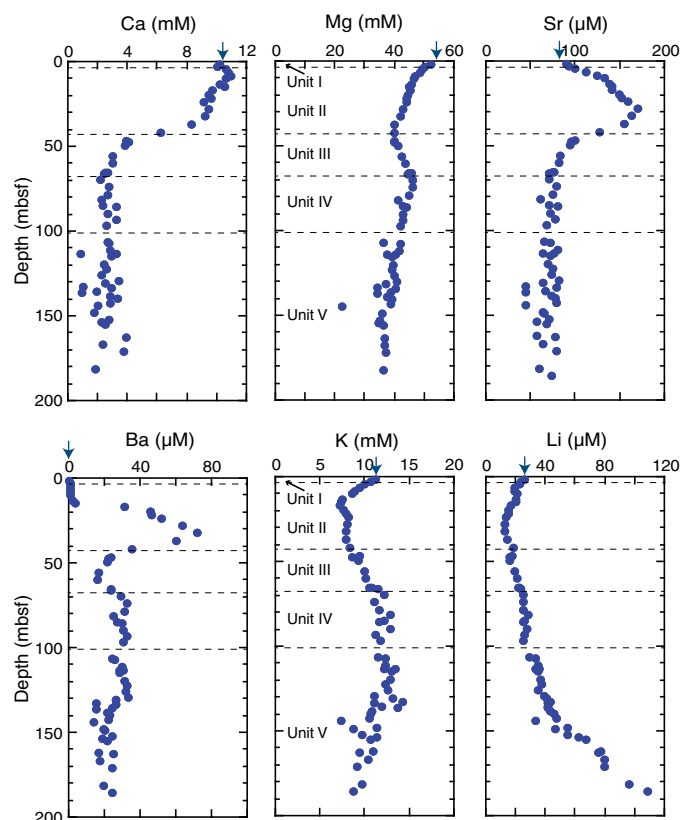 Ca (mM)
0 4 8 12
Mg (mM)
0 20 40 60
Sr (µM)
0 100 200
Depth (mbsf)
0
50
100
150
200
Unit I
Unit II
Unit III
Unit IV
Unit V
Ba (µM)
0 40 80
K (mM)
0 5 10 15 20
Li (µM)
0 40 80 120
Depth (mbsf)
0
50
100
150
200
Unit I
Unit II
Unit III
Unit IV
Unit V